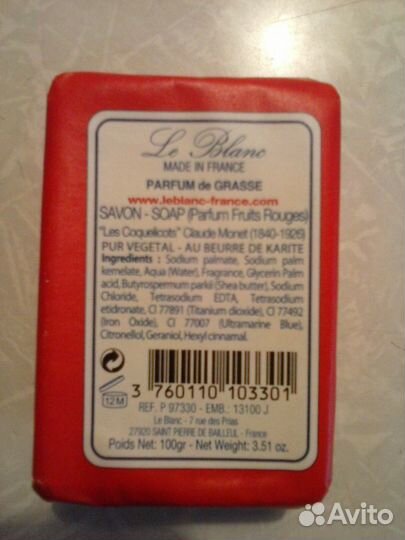 Le Blanc
MADE IN FRANCE
PARFUM de GRASSE
www.leblanc-france.com
SAVON - SOAP (Parfum Fruits Rouges)
"Les Coquelicots" Claude Monet (1840-1926)
PUR VEGETAL - AU BEURRE DE KARITE
Ingredients : Sodium palmate, Sodium palm
kernelate, Aqua (Water), Fragrance, Glycerin Palm
acid, Butyrospermum parkii (Shea butter), Sodium
Chloride, Tetrasodium EDTA, Tetrasodium
etidronate, CI 77891 (Titanium dioxide), CI 77492
(Iron Oxide), CI 77007 (Ultramarine Blue),
Citronellol, Geraniol, Hexyl cinnamal.
12M
3 760110 103301
REF. P 97330 - EMB.: 13100 J
Le Blanc - 7 rue des Prias
27920 SAINT PIERRE DE BAILLEUL - France
Poids Net: 100gr - Net Weight: 3.51 oz.
Avito